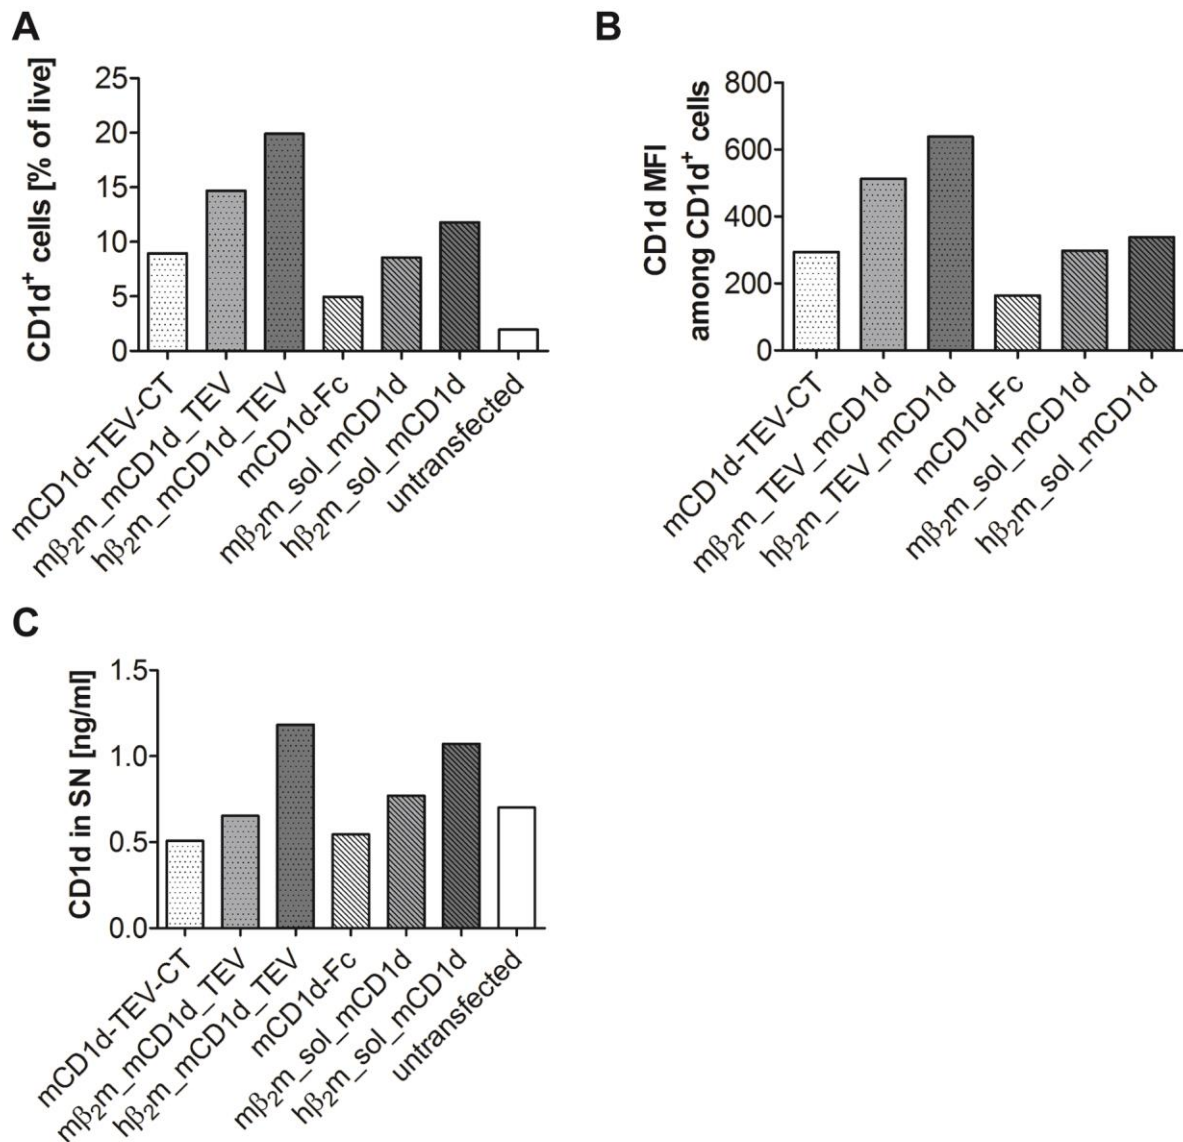 A
CD1d⁺ cells [% of live]
25
20
15
10
5
0
mCD1d-TEV-CT
mβ₂m_mCD1d_TEV
hβ₂m_mCD1d_TEV
mCD1d-Fc
mβ₂m_sol_mCD1d
hβ₂m_sol_mCD1d
untransfected
B
CD1d MFI
among CD1d⁺ cells
800
600
400
200
0
mCD1d-TEV-CT
mβ₂m_TEV_mCD1d
hβ₂m_TEV_mCD1d
mCD1d-Fc
mβ₂m_sol_mCD1d
hβ₂m_sol_mCD1d
C
CD1d in SN [ng/ml]
1.5
1.0
0.5
0.0
mCD1d-TEV-CT
mβ₂m_mCD1d_TEV
hβ₂m_mCD1d_TEV
mCD1d-Fc
mβ₂m_sol_mCD1d
hβ₂m_sol_mCD1d
untransfected